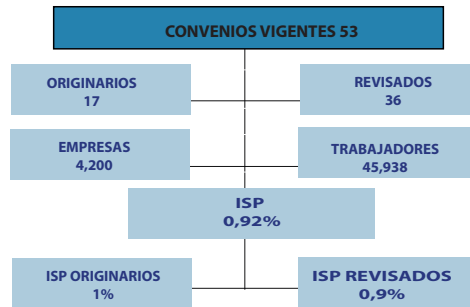 CONVENIOS VIGENTES 53
ORIGINARIOS
17
REVISADOS
36
EMPRESAS
4,200
TRABAJADORES
45,938
ISP
0,92%
ISP ORIGINARIOS
1%
ISP REVISADOS
0,9%